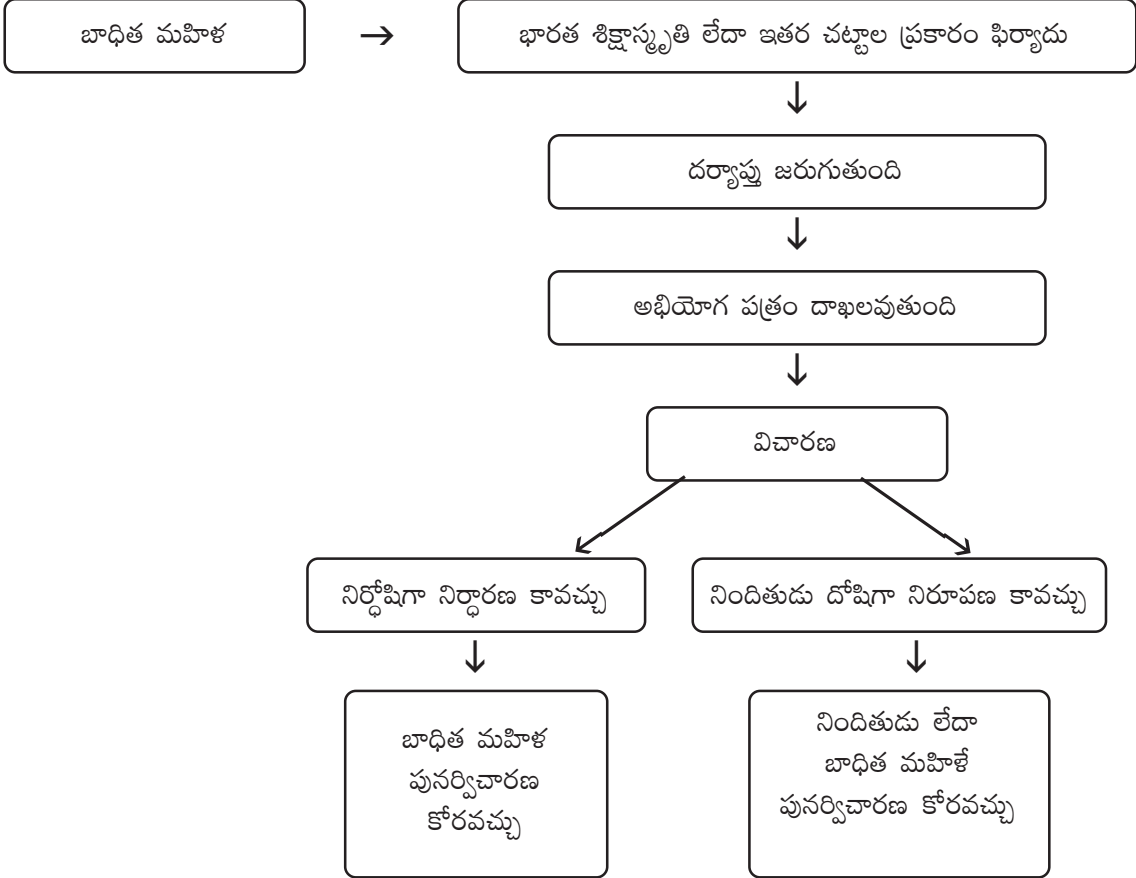 బాధిత మహిళ
→
భారత శిక్షాస్మృతి లేదా ఇతర చట్టాల ప్రకారం ఫిర్యాదు
దర్యాప్తు జరుగుతుంది
అభియోగ పత్రం దాఖలవుతుంది
విచారణ
నిర్ధోషిగా నిర్ధారణ కావచ్చు
నిందితుడు దోషిగా నిరూపణ కావచ్చు
బాధిత మహిళ
పునర్విచారణ
కోరవచ్చు
నిందితుడు లేదా
బాధిత మహిళే
పునర్విచారణ కోరవచ్చు